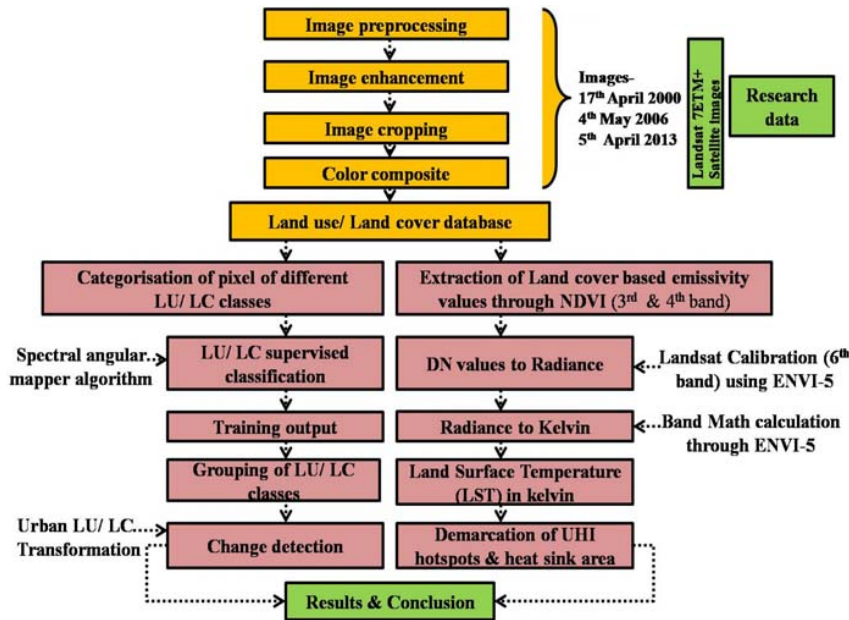 Image preprocessing
Image enhancement
Image cropping
Color composite
Images-
17th April 2000
4th May 2006
5th April 2013
Landsat 7ETM+
Satellite images
Research
data
Land use/ Land cover database
Categorisation of pixel of different
LU/ LC classes
Extraction of Land cover based emissivity
values through NDVI (3rd & 4th band)
Spectral angular
mapper algorithm
LU/ LC supervised
classification
DN values to Radiance
Landsat Calibration (6th
band) using ENVI-5
Training output
Radiance to Kelvin
Band Math calculation
through ENVI-5
Grouping of LU/ LC
classes
Land Surface Temperature
(LST) in kelvin
Urban LU/ LC
Transformation
Change detection
Demarcation of UHI
hotspots & heat sink area
Results & Conclusion